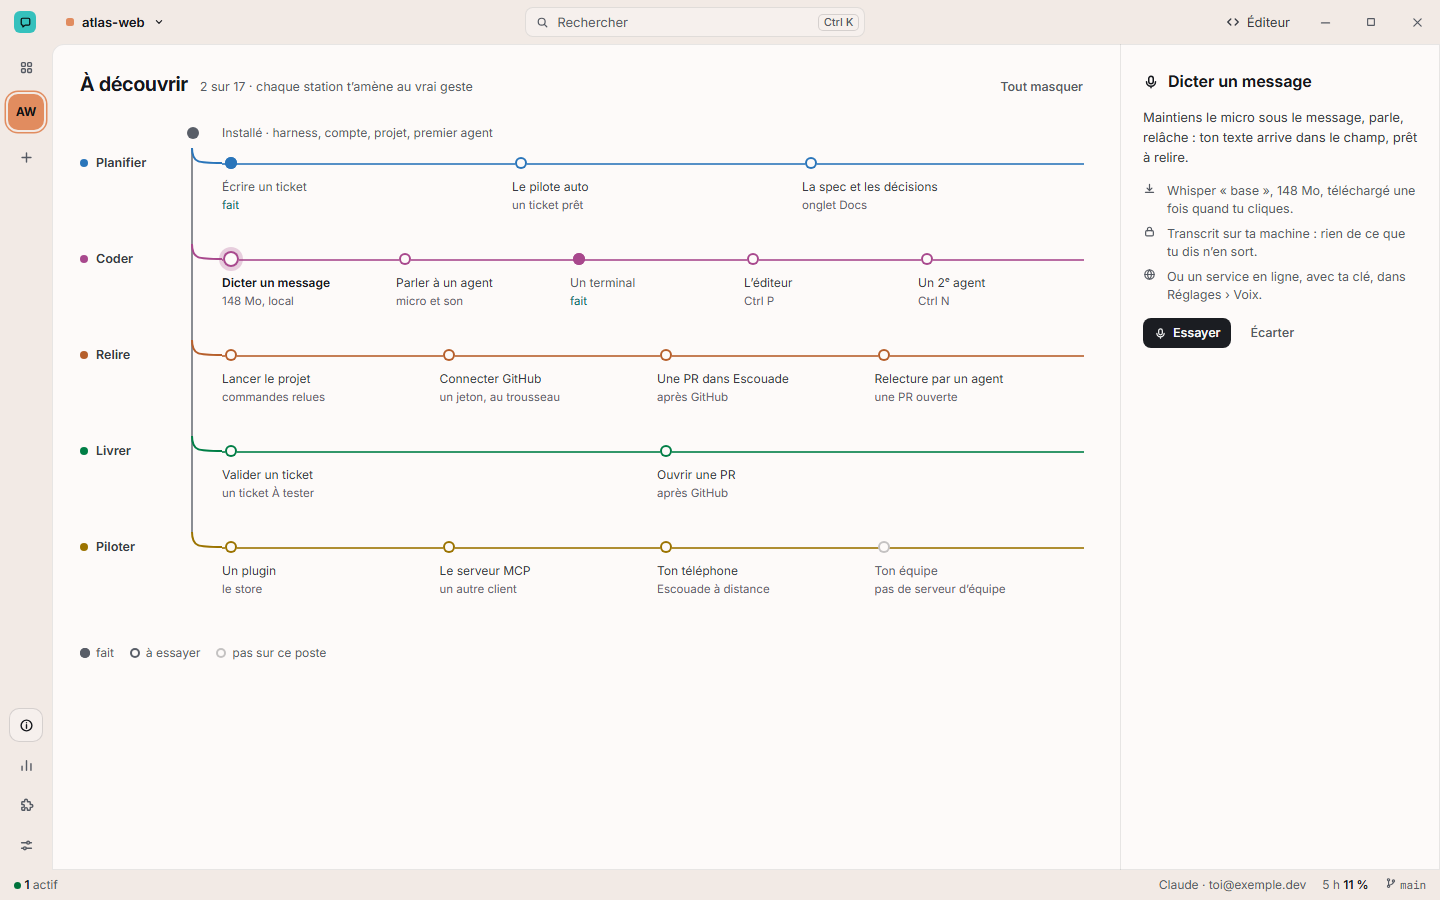 atlas-web
Rechercher
Ctrl K
Éditeur
AW
À découvrir
2 sur 17 · chaque station t’amène au vrai geste
Tout masquer
Installé · harness, compte, projet, premier agent
Planifier
Écrire un ticket
fait
Le pilote auto
un ticket prêt
La spec et les décisions
onglet Docs
Coder
Dicter un message
148 Mo, local
Parler à un agent
micro et son
Un terminal
fait
L’éditeur
Ctrl P
Un 2ᵉ agent
Ctrl N
Relire
Lancer le projet
commandes relues
Connecter GitHub
un jeton, au trousseau
Une PR dans Escouade
après GitHub
Relecture par un agent
une PR ouverte
Livrer
Valider un ticket
un ticket À tester
Ouvrir une PR
après GitHub
Piloter
Un plugin
le store
Le serveur MCP
un autre client
Ton téléphone
Escouade à distance
Ton équipe
pas de serveur d’équipe
fait
à essayer
pas sur ce poste
Dicter un message
Maintiens le micro sous le message, parle,
relâche : ton texte arrive dans le champ, prêt
à relire.
Whisper « base », 148 Mo, téléchargé une
fois quand tu cliques.
Transcrit sur ta machine : rien de ce que
tu dis n’en sort.
Ou un service en ligne, avec ta clé, dans
Réglages › Voix.
Essayer
Écarter
1 actif
Claude · toi@exemple.dev
5 h 11 %
main